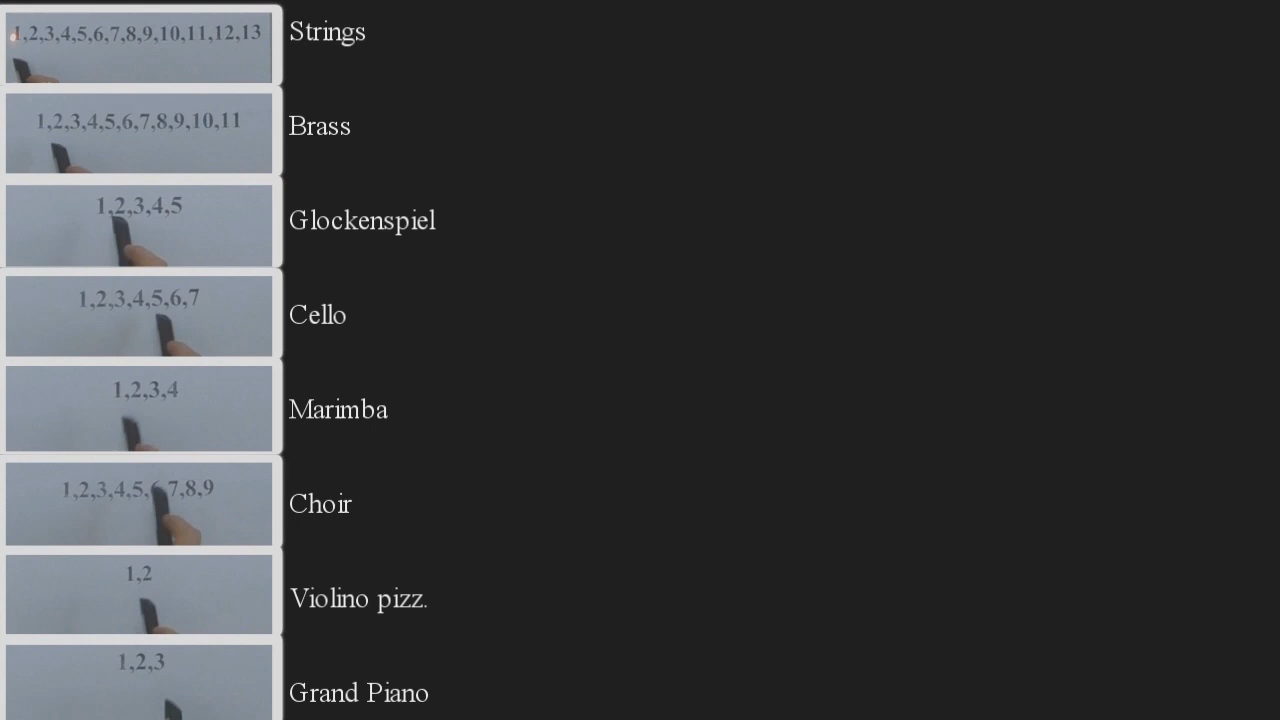 1,2,3,4,5,6,7,8,9,10,11,12,13 Strings
1,2,3,4,5,6,7,8,9,10,11 Brass
1,2,3,4,5 Glockenspiel
1,2,3,4,5,6,7 Cello
1,2,3,4 Marimba
1,2,3,4,5,6,7,8,9 Choir
1,2 Violino pizz.
1,2,3 Grand Piano